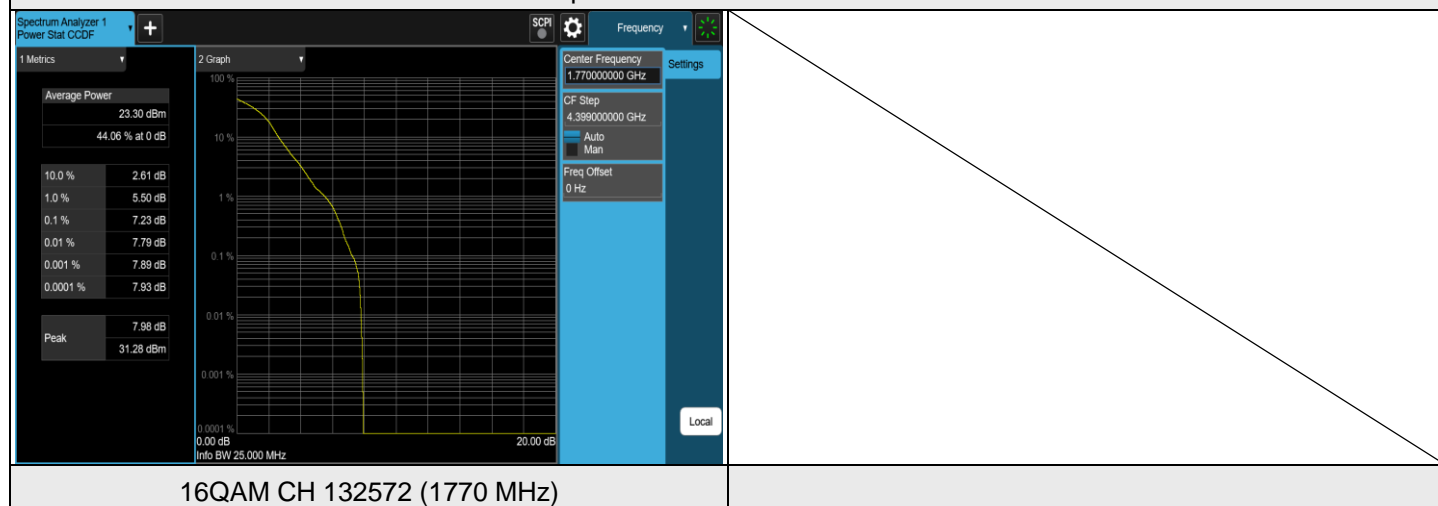 Spectrum Analyzer 1
Power Stat CCDF
+
SCPI
Frequency
1 Metrics
2 Graph
Center Frequency
1.770000000 GHz
Settings
CF Step
4.399000000 GHz
Auto
Man
Freq Offset
0 Hz
Average Power
23.30 dBm
44.06 % at 0 dB
10.0 % 2.61 dB
1.0 % 5.50 dB
0.1 % 7.23 dB
0.01 % 7.79 dB
0.001 % 7.89 dB
0.0001 % 7.93 dB
Peak
7.98 dB
31.28 dBm
100 %
10 %
1 %
0.1 %
0.01 %
0.001 %
0.0001 %
0.00 dB
20.00 dB
Info BW 25.000 MHz
Local
16QAM CH 132572 (1770 MHz)